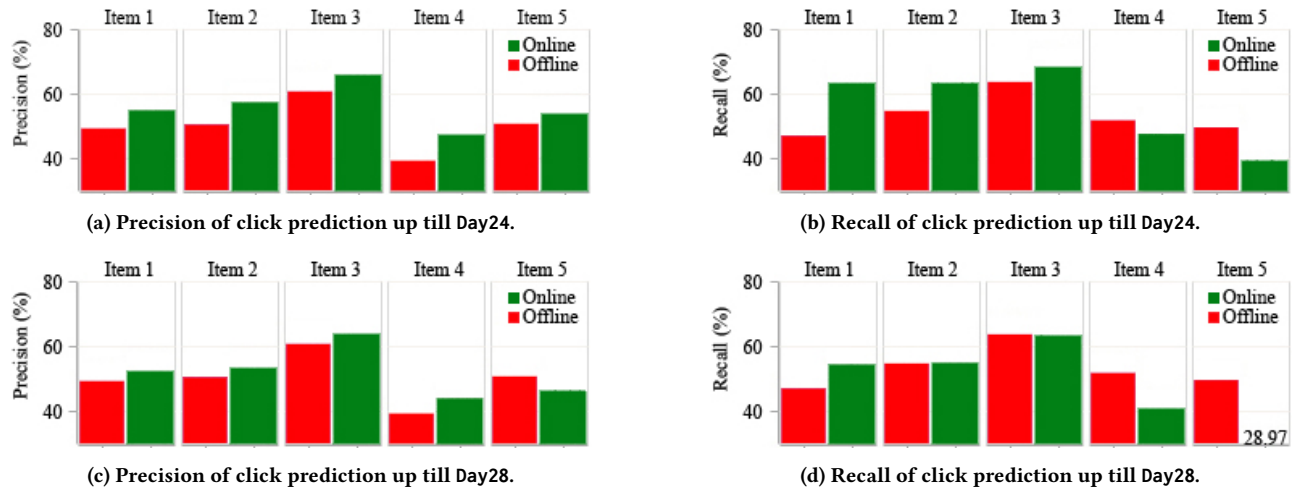 Item 1 Item 2 Item 3 Item 4 Item 5
80
60
40
Precision (%)
Online
Offline
(a) Precision of click prediction up till Day24.
Item 1 Item 2 Item 3 Item 4 Item 5
80
60
40
Recall (%)
Online
Offline
(b) Recall of click prediction up till Day24.
Item 1 Item 2 Item 3 Item 4 Item 5
80
60
40
Precision (%)
Online
Offline
(c) Precision of click prediction up till Day28.
Item 1 Item 2 Item 3 Item 4 Item 5
80
60
40
Recall (%)
Online
Offline
28.97
(d) Recall of click prediction up till Day28.